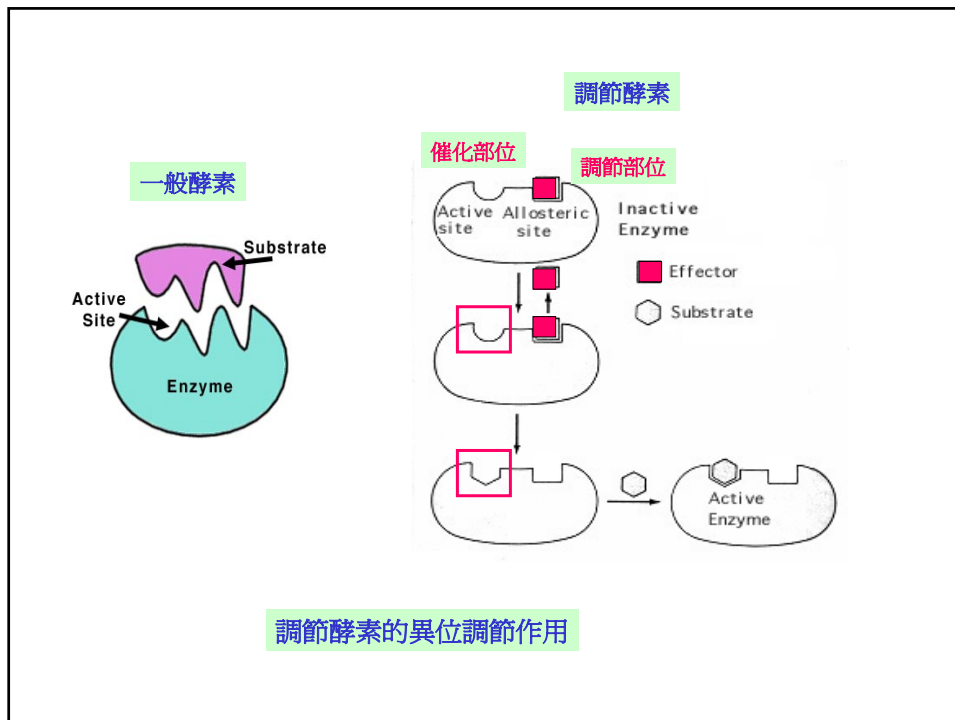 調節酵素
催化部位
調節部位
一般酵素
Substrate
Active
Site
Enzyme
Active
site
Allosteric
site
Inactive
Enzyme
Effector
Substrate
Active
Enzyme
調節酵素的異位調節作用